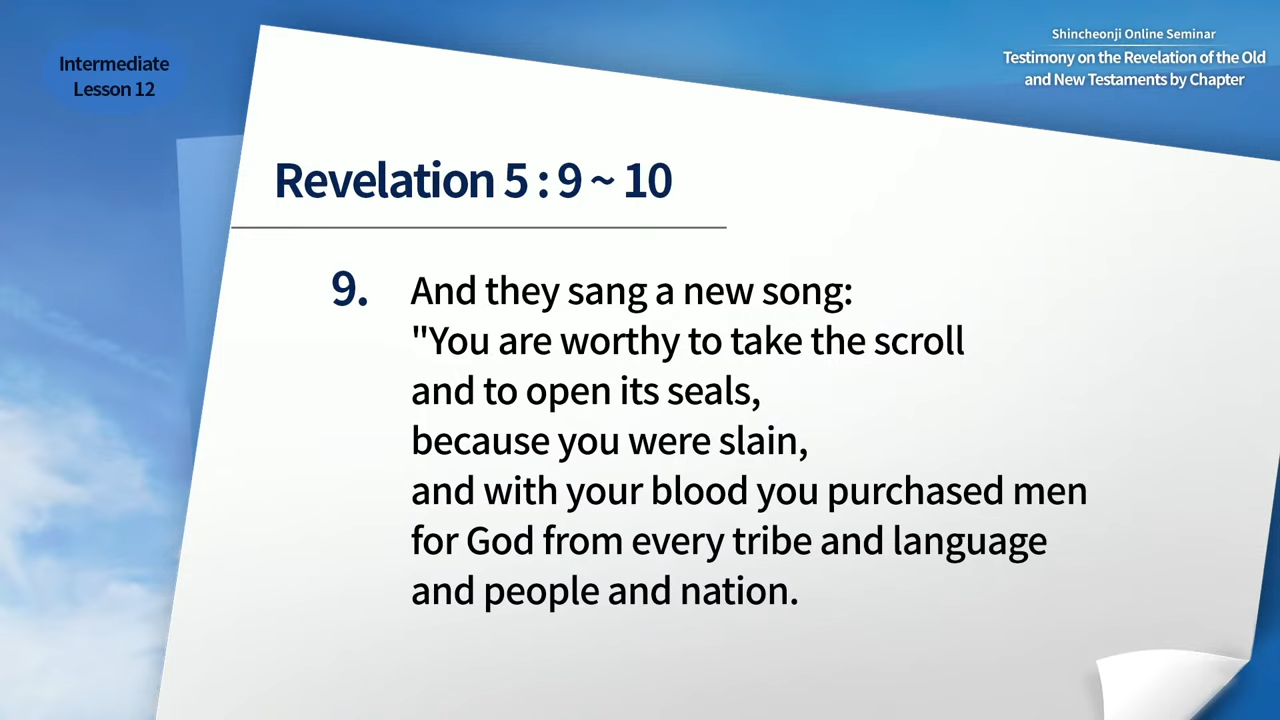 Intermediate
Lesson 12
Shincheonji Online Seminar
Testimony on the Revelation of the Old
and New Testaments by Chapter
Revelation 5 : 9 ~ 10
9. And they sang a new song:
"You are worthy to take the scroll
and to open its seals,
because you were slain,
and with your blood you purchased men
for God from every tribe and language
and people and nation.